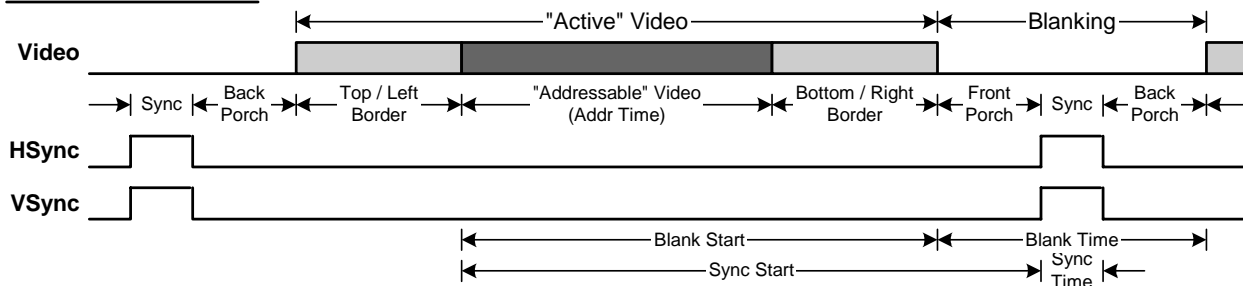 "Active" Video
Blanking
Video
Sync
Back Porch
Top / Left Border
"Addressable" Video (Addr Time)
Bottom / Right Border
Front Porch
Sync
Back Porch
HSync
VSync
Blank Start
Blank Time
Sync Start
Sync Time